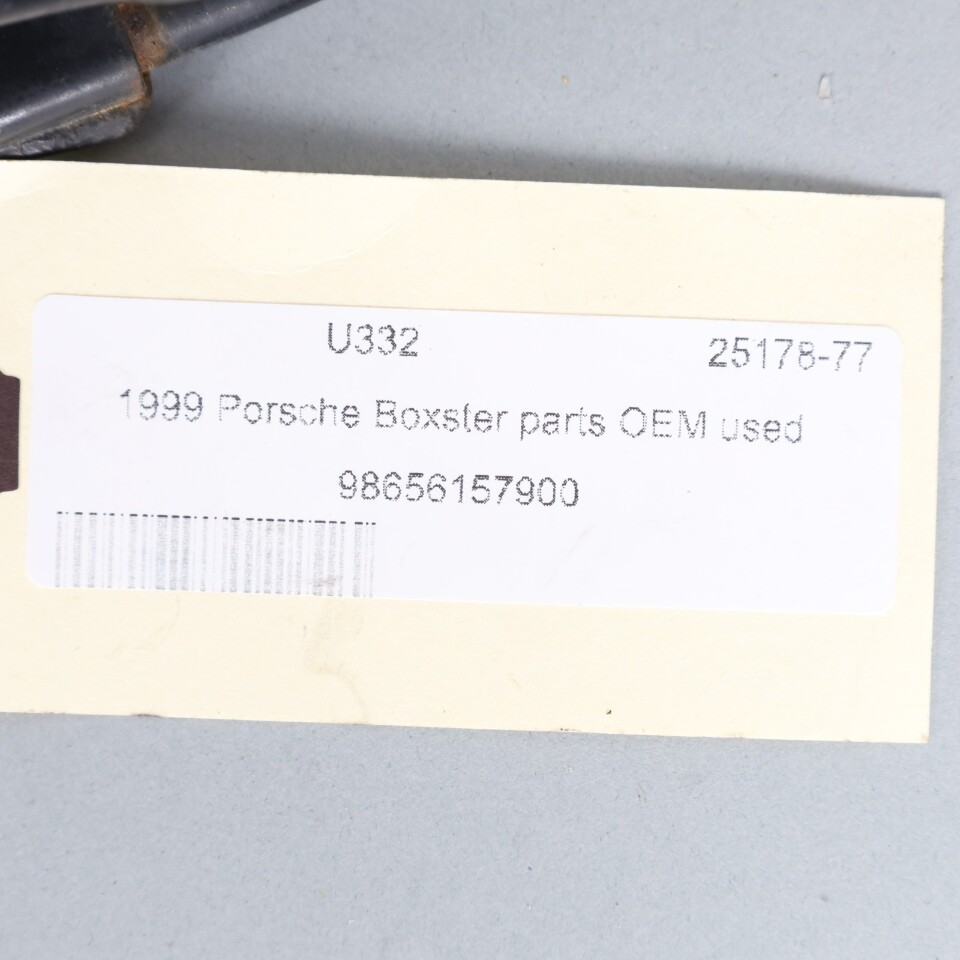 U332 25178-77
1999 Porsche Boxster parts OEM used
98656157900